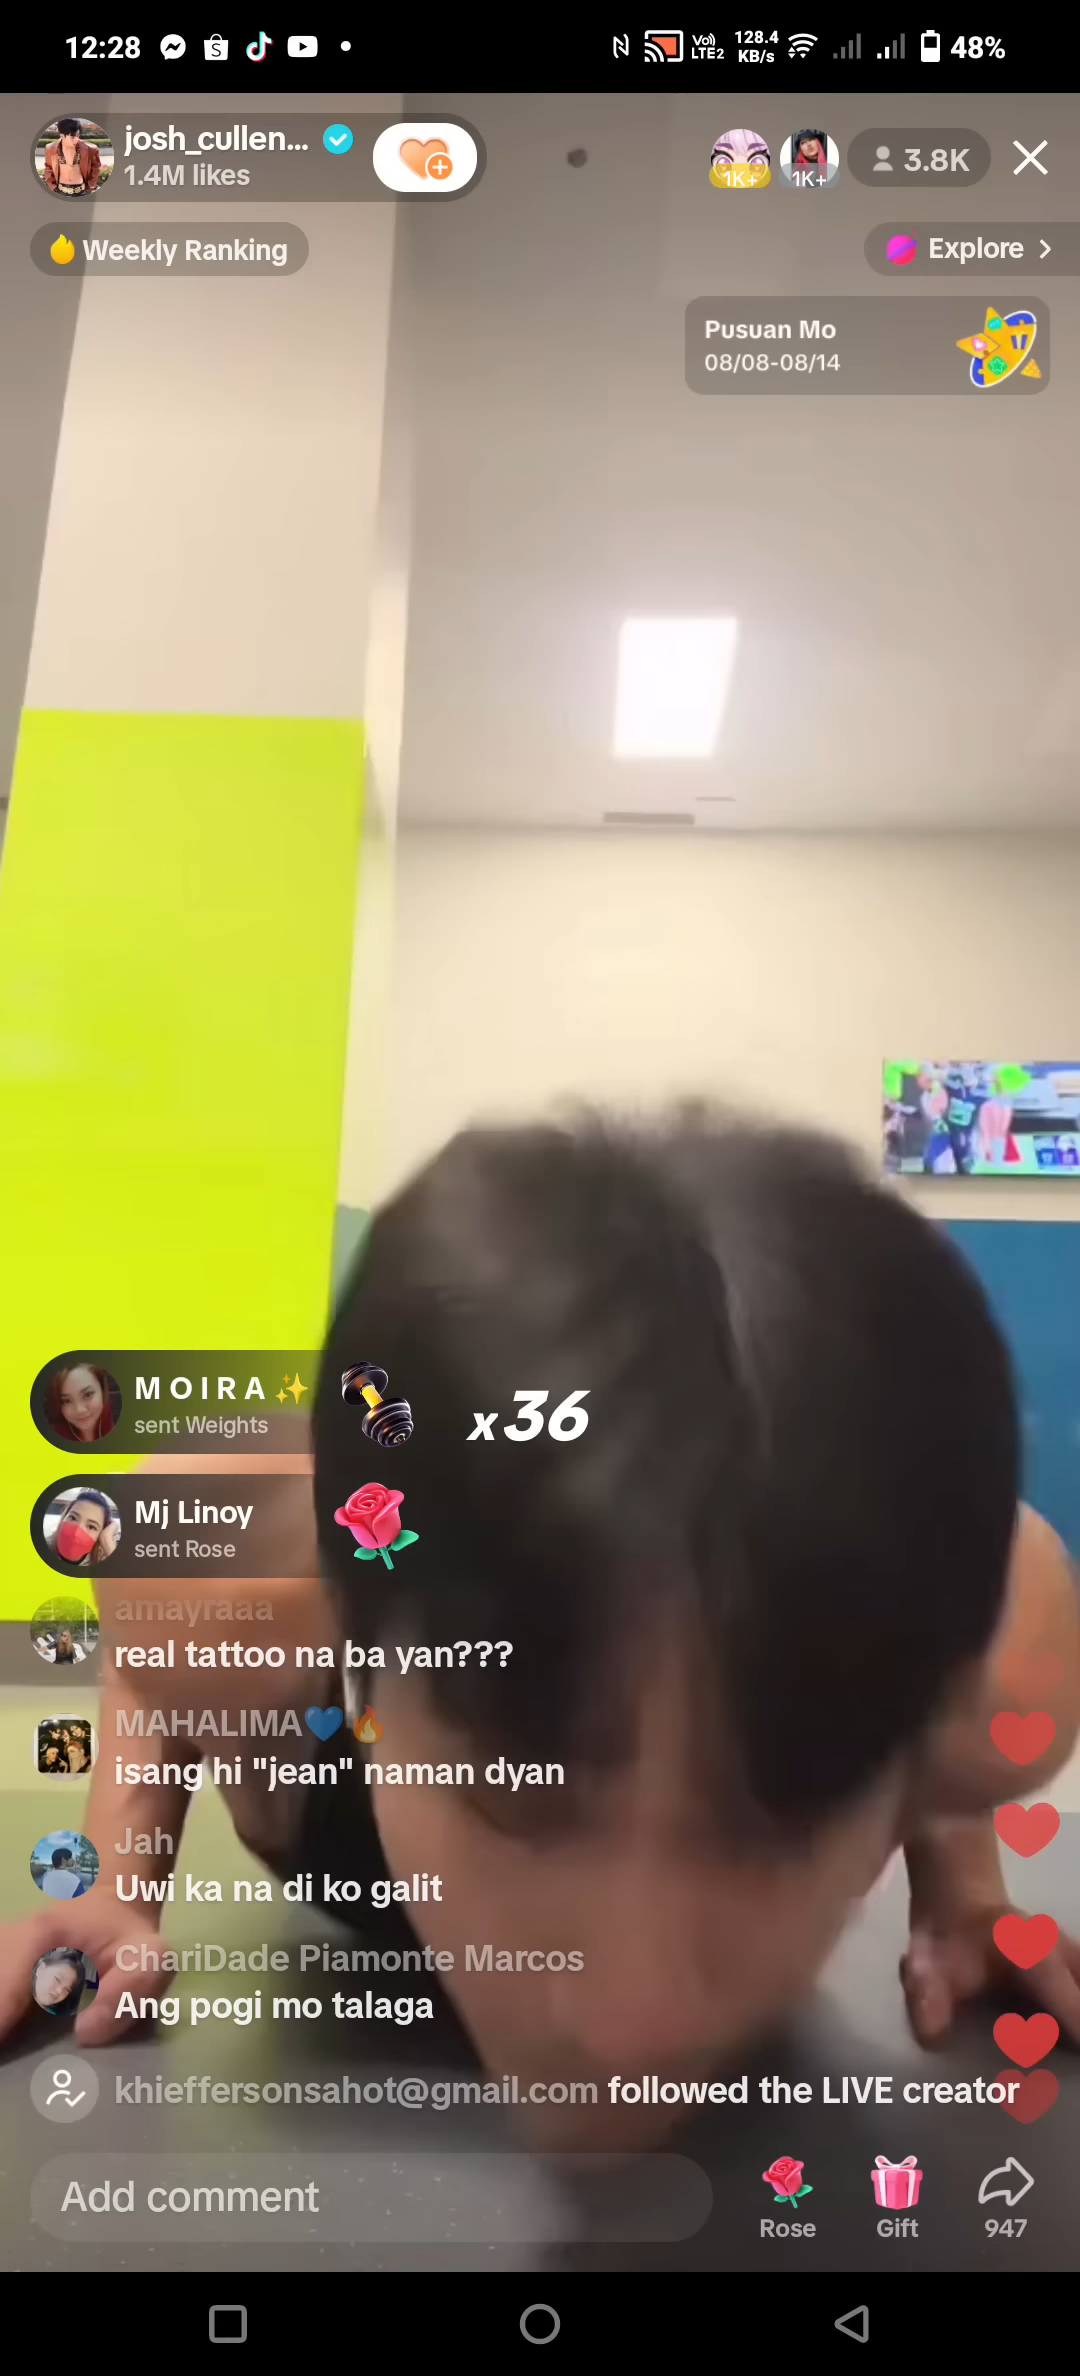 12:28
Vo))
LTE2
128.4
KB/s
48%
josh_cullen...
1.4M likes
1K+
1K+
3.8K
Weekly Ranking
Explore
Pusuan Mo
08/08-08/14
M O I R A ✨
sent Weights
x36
Mj Linoy
sent Rose
amayraaa
real tattoo na ba yan???
MAHALIMA💙🔥
isang hi "jean" naman dyan
Jah
Uwi ka na di ko galit
ChariDade Piamonte Marcos
Ang pogi mo talaga
khieffersonsahot@gmail.com followed the LIVE creator
Add comment
Rose
Gift
947